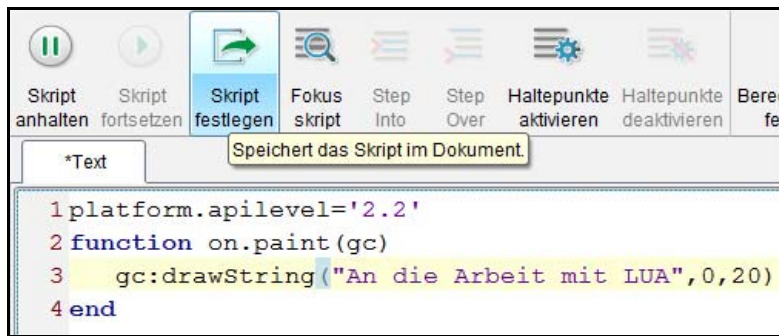 Skript anhalten
Skript fortsetzen
Skript festlegen
Fokus skript
Step Into
Step Over
Haltepunkte aktivieren
Haltepunkte deaktivieren
Speichert das Skript im Dokument.
*Text
1 platform.apilevel='2.2'
2 function on.paint(gc)
3 gc:drawString("An die Arbeit mit LUA",0,20)
4 end